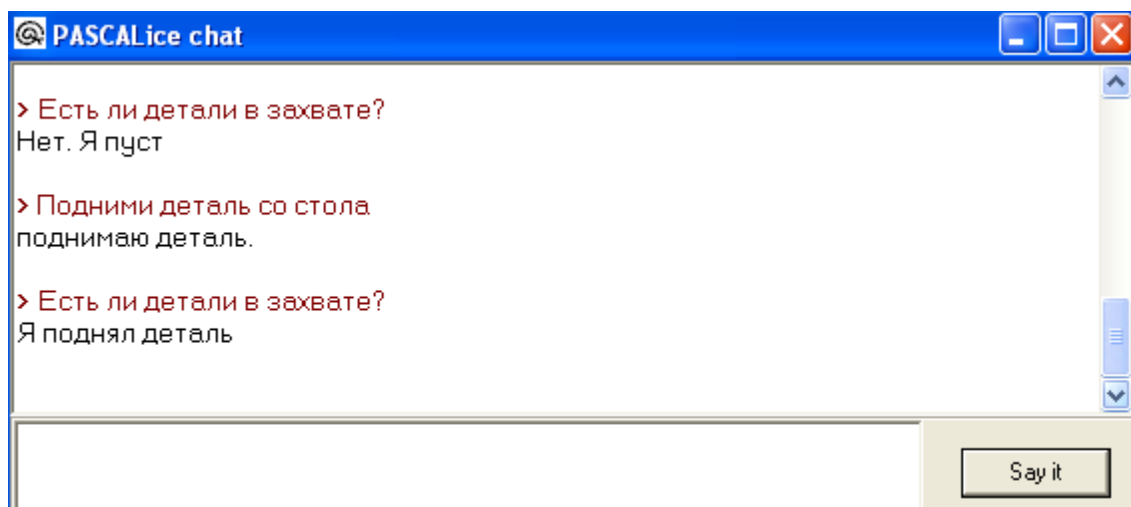 PASCALice chat
> Есть ли детали в захвате?
Нет. Я пуст
> Подними деталь со стола
поднимаю деталь.
> Есть ли детали в захвате?
Я поднял деталь
Say it